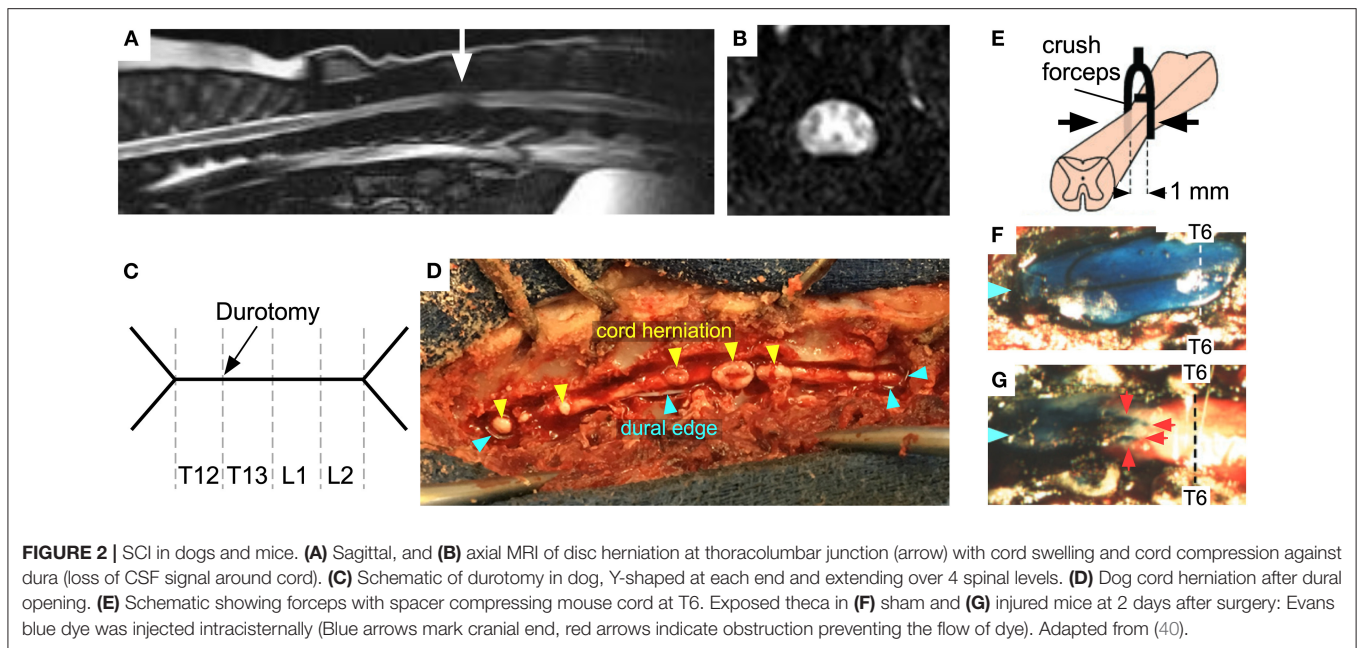 A
B
E
crush
forceps
1 mm
F
T6
T6
C
Durotomy
T12 T13 L1 L2
D
cord herniation
dural edge
G
T6
T6
FIGURE 2 | SCI in dogs and mice. (A) Sagittal, and (B) axial MRI of disc herniation at thoracolumbar junction (arrow) with cord swelling and cord compression against
dura (loss of CSF signal around cord). (C) Schematic of durotomy in dog, Y-shaped at each end and extending over 4 spinal levels. (D) Dog cord herniation after dural
opening. (E) Schematic showing forceps with spacer compressing mouse cord at T6. Exposed theca in (F) sham and (G) injured mice at 2 days after surgery: Evans
blue dye was injected intracisternally (Blue arrows mark cranial end, red arrows indicate obstruction preventing the flow of dye). Adapted from (40).